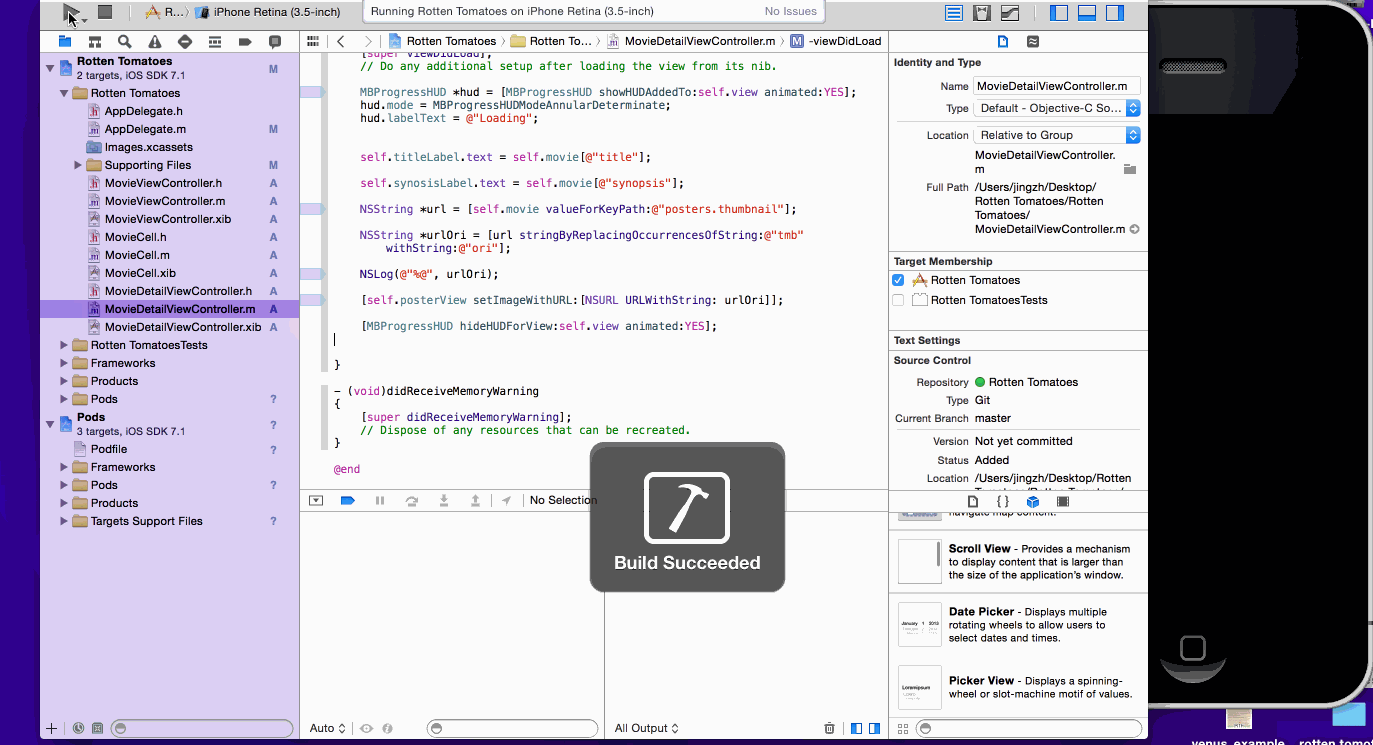 R...〉 iPhone Retina (3.5-inch)
Running Rotten Tomatoes on iPhone Retina (3.5-inch)
No Issues
Rotten Tomatoes 〉 Rotten To... 〉 MovieDetailViewController.m 〉 M -viewDidLoad
Rotten Tomatoes
2 targets, iOS SDK 7.1
M
Rotten Tomatoes
AppDelegate.h
AppDelegate.m M
Images.xcassets
Supporting Files M
MovieViewController.h A
MovieViewController.m A
MovieViewController.xib A
MovieCell.h A
MovieCell.m A
MovieCell.xib A
MovieDetailViewController.h A
MovieDetailViewController.m A
MovieDetailViewController.xib A
Rotten TomatoesTests
Frameworks
Products
Pods ?
Pods
3 targets, iOS SDK 7.1
?
Podfile ?
Frameworks
Pods ?
Products
Targets Support Files ?
[super viewDidLoad];
// Do any additional setup after loading the view from its nib.
MBProgressHUD *hud = [MBProgressHUD showHUDAddedTo:self.view animated:YES];
hud.mode = MBProgressHUDModeAnnularDeterminate;
hud.labelText = @"Loading";
self.titleLabel.text = self.movie[@"title"];
self.synosisLabel.text = self.movie[@"synopsis"];
NSString *url = [self.movie valueForKeyPath:@"posters.thumbnail"];
NSString *urlOri = [url stringByReplacingOccurrencesOfString:@"tmb"
withString:@"ori"];
NSLog(@"%@", urlOri);
[self.posterView setImageWithURL:[NSURL URLWithString: urlOri]];
[MBProgressHUD hideHUDForView:self.view animated:YES];
}
- (void)didReceiveMemoryWarning
{
[super didReceiveMemoryWarning];
// Dispose of any resources that can be recreated.
}
@end
No Selection
Build Succeeded
Auto
All Output
Identity and Type
Name MovieDetailViewController.m
Type Default - Objective-C So...
Location Relative to Group
MovieDetailViewController.
m
Full Path /Users/jingzh/Desktop/
Rotten Tomatoes/Rotten
Tomatoes/
MovieDetailViewController.m
Target Membership
Rotten Tomatoes
Rotten TomatoesTests
Text Settings
Source Control
Repository Rotten Tomatoes
Type Git
Current Branch master
Version Not yet committed
Status Added
Location /Users/jingzh/Desktop/Rotten
{ }
navigate map content.
Scroll View - Provides a mechanism
to display content that is larger than
the size of the application's window.
Date Picker - Displays multiple
rotating wheels to allow users to
select dates and times.
Picker View - Displays a spinning-
wheel or slot-machine motif of values.
venus_example
rotten tomat